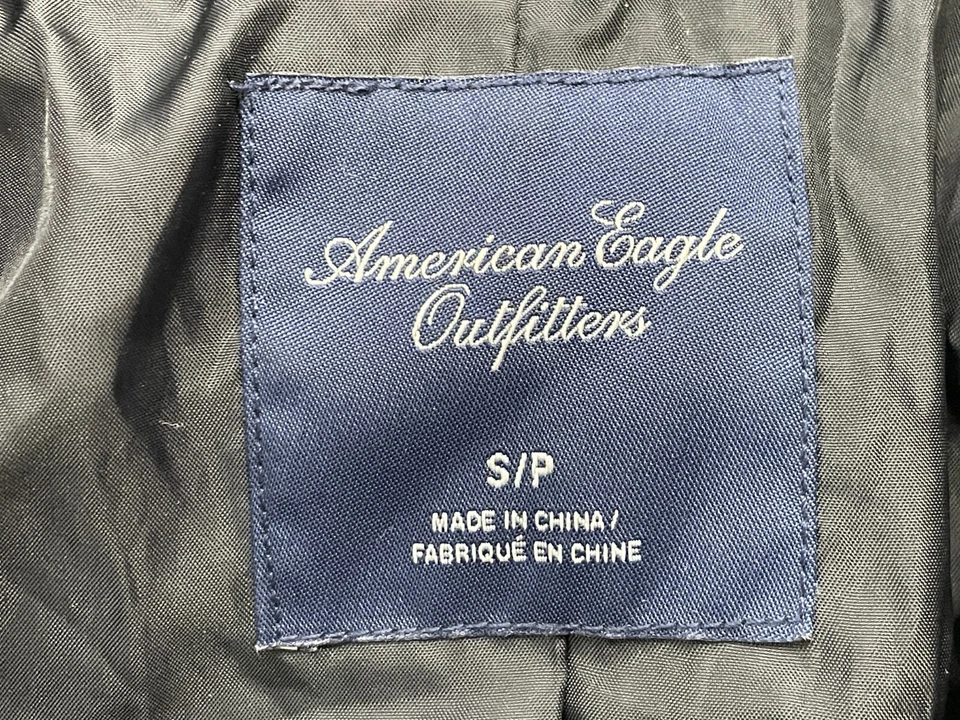 American Eagle
Outfitters
S/P
MADE IN CHINA /
FABRIQUÉ EN CHINE